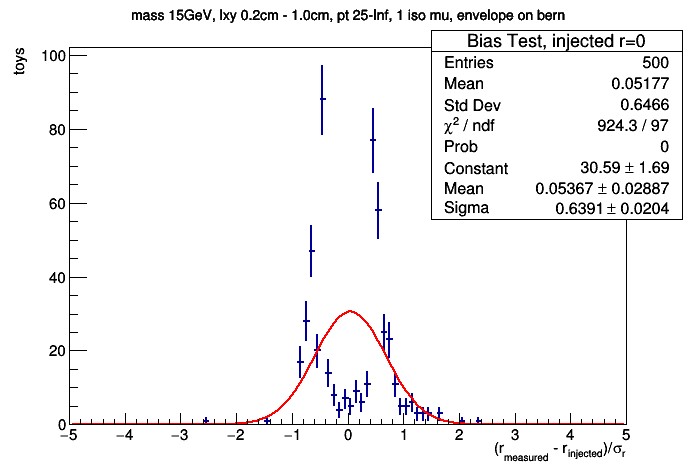 mass 15GeV, lxy 0.2cm - 1.0cm, pt 25-Inf, 1 iso mu, envelope on bern
Bias Test, injected r=0
Entries 500
Mean 0.05177
Std Dev 0.6466
χ² / ndf 924.3 / 97
Prob 0
Constant 30.59 ± 1.69
Mean 0.05367 ± 0.02887
Sigma 0.6391 ± 0.0204
toys
100
80
60
40
20
0
−5 −4 −3 −2 −1 0 1 2 3 4 5
(r_measured - r_injected)/σ_r